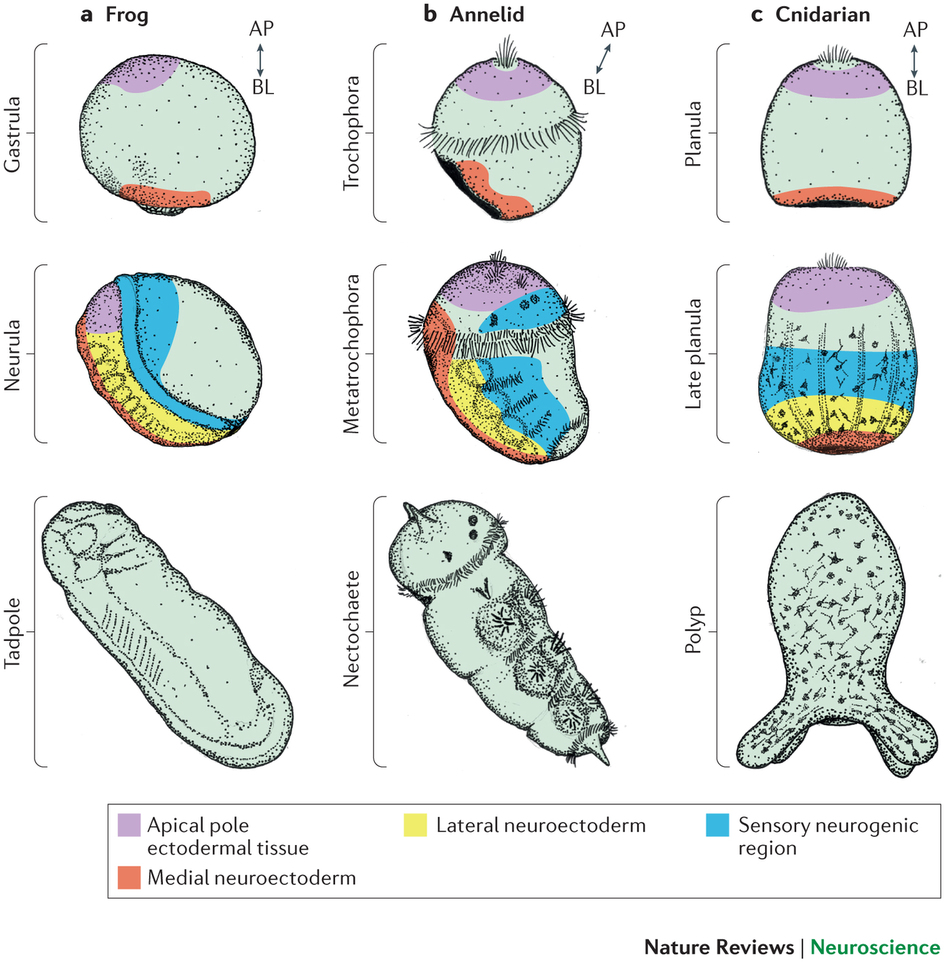 a Frog
b Annelid
c Cnidarian
AP
BL
AP
BL
AP
BL
Gastrula
Trochophora
Planula
Neurula
Metatrochophora
Late planula
Tadpole
Nectochaete
Polyp
Apical pole
ectodermal tissue
Medial neuroectoderm
Lateral neuroectoderm
Sensory neurogenic
region
Nature Reviews | Neuroscience